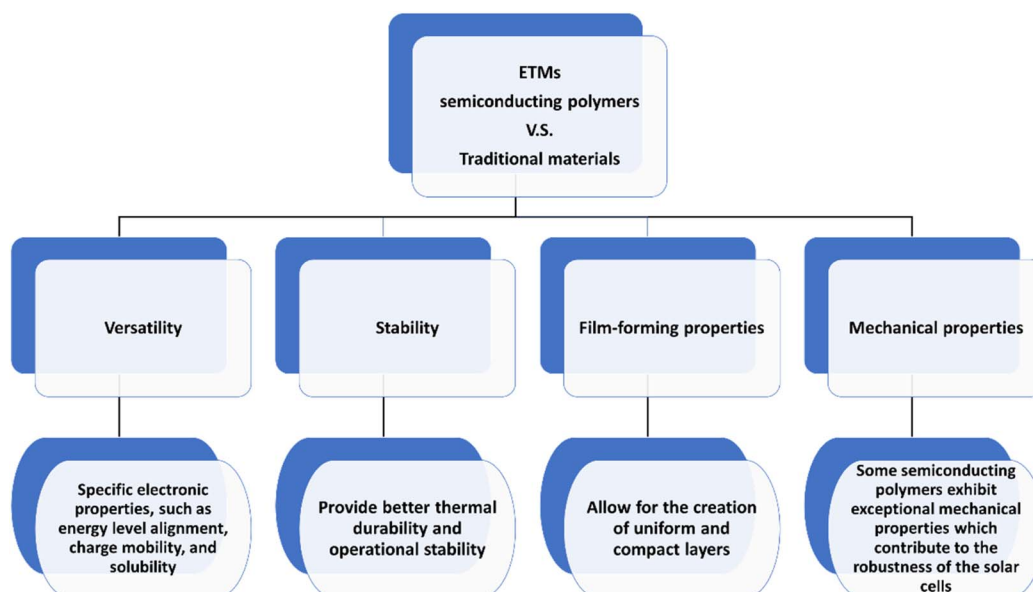 ETMs
semiconducting polymers
V.S.
Traditional materials
Versatility
Stability
Film-forming properties
Mechanical properties
Specific electronic
properties, such as
energy level alignment,
charge mobility, and
solubility
Provide better thermal
durability and
operational stability
Allow for the creation
of uniform and
compact layers
Some semiconducting
polymers exhibit
exceptional mechanical
properties which
contribute to the
robustness of the solar
cells